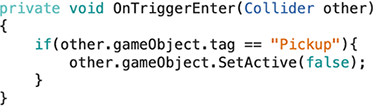 private void OnTriggerEnter(Collider other)
{
    if(other.gameObject.tag == "Pickup"){
        other.gameObject.SetActive(false);
    }
}